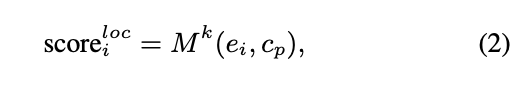 score_i^{loc} = M^k(e_i, c_p), (2)